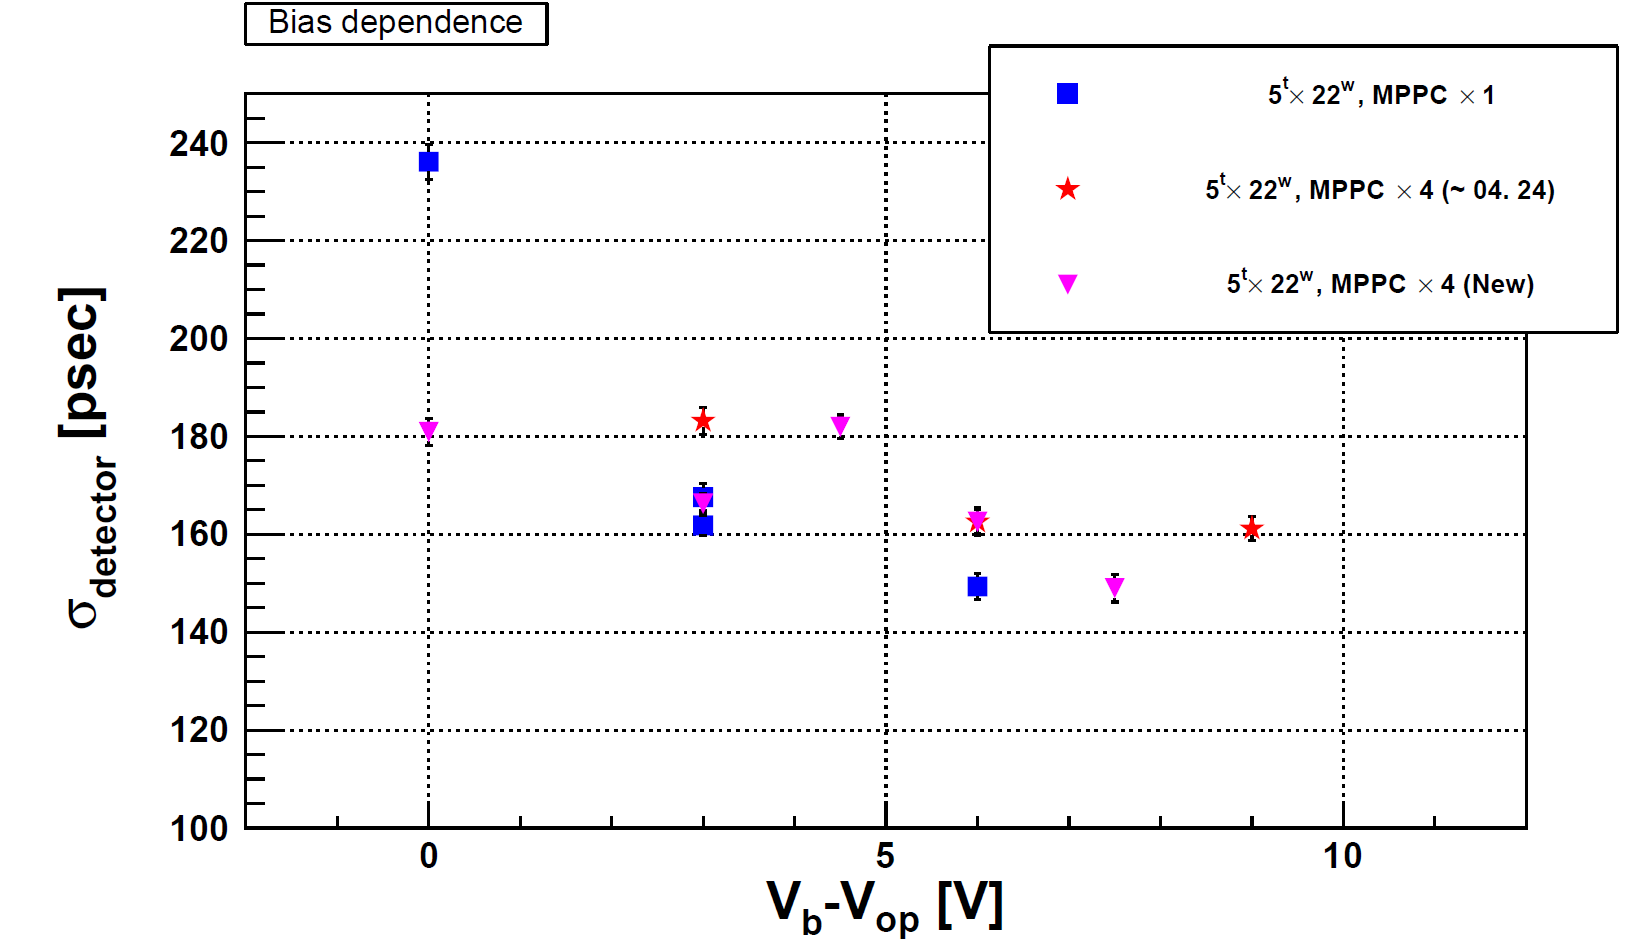 Bias dependence
5t× 22w, MPPC × 1
5t× 22w, MPPC × 4 (~ 04. 24)
5t× 22w, MPPC × 4 (New)
σdetector [psec]
240
220
200
180
160
140
120
100
0 5 10
Vb-Vop [V]